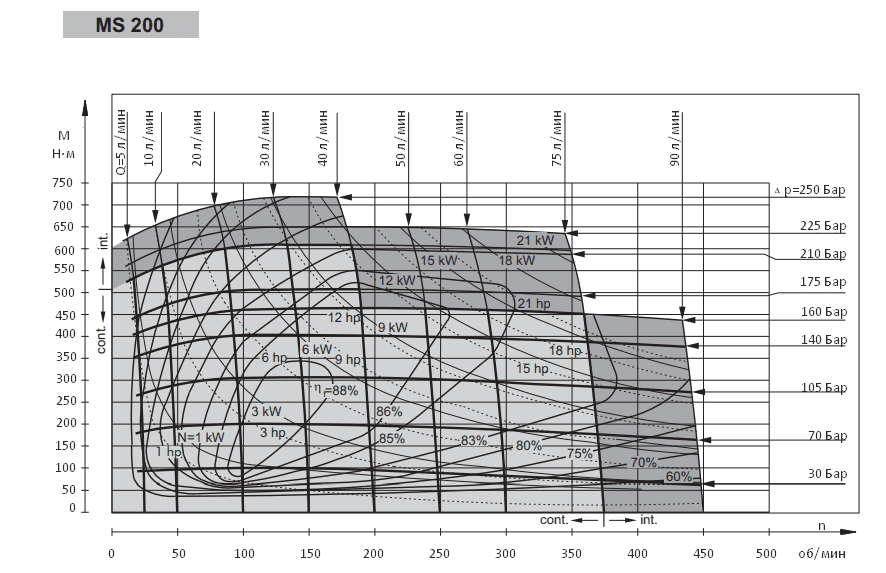 MS 200
Q=5 л/мин
10 л/мин
20 л/мин
30 л/мин
40 л/мин
50 л/мин
60 л/мин
75 л/мин
90 л/мин
M
Н·м
750
700
650
600
550
500
450
400
350
300
250
200
150
100
50
0
int.
cont.
Δ p=250 Бар
225 Бар
210 Бар
175 Бар
160 Бар
140 Бар
105 Бар
70 Бар
30 Бар
21 kW
15 kW
18 kW
12 kW
21 hp
12 hp
9 kW
6 kW
18 hp
6 hp
9 hp
15 hp
η=88%
3 kW
86%
3 hp
N=1 kW
85%
83%
80%
1 hp
75%
70%
60%
cont.
int.
n
0
50
100
150
200
250
300
350
400
450
500
об/мин